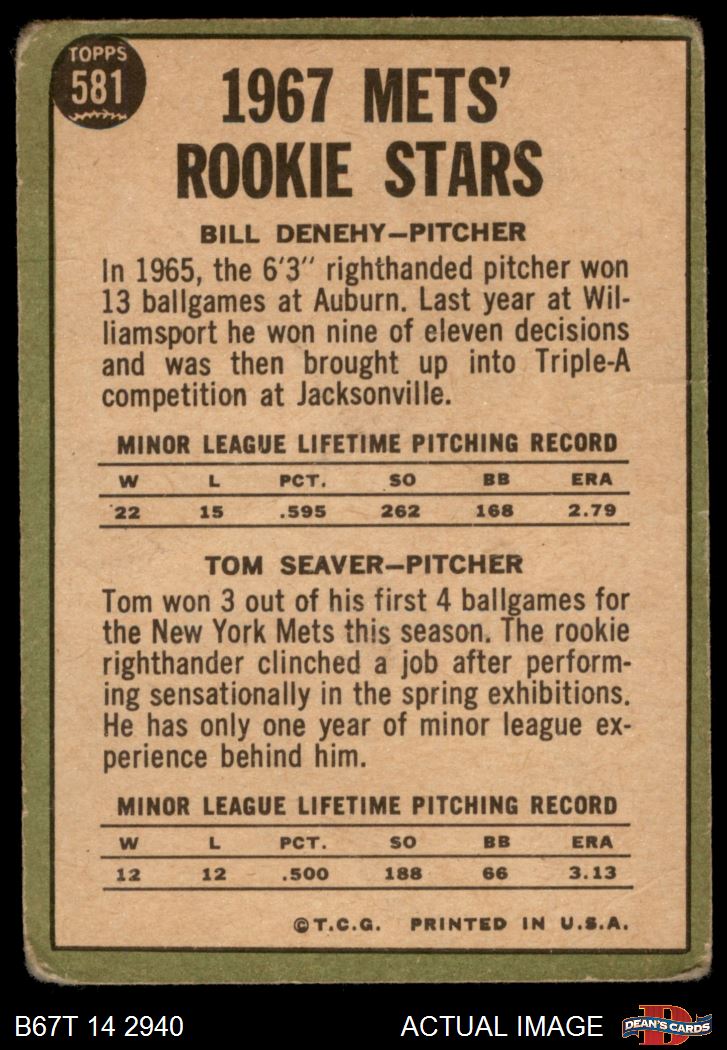 TOPPS
581
1967 METS'
ROOKIE STARS
BILL DENEHY–PITCHER
In 1965, the 6'3" righthanded pitcher won
13 ballgames at Auburn. Last year at Wil-
liamsport he won nine of eleven decisions
and was then brought up into Triple-A
competition at Jacksonville.
MINOR LEAGUE LIFETIME PITCHING RECORD
W L PCT. SO BB ERA
22 15 .595 262 168 2.79
TOM SEAVER–PITCHER
Tom won 3 out of his first 4 ballgames for
the New York Mets this season. The rookie
righthander clinched a job after perform-
ing sensationally in the spring exhibitions.
He has only one year of minor league ex-
perience behind him.
MINOR LEAGUE LIFETIME PITCHING RECORD
W L PCT. SO BB ERA
12 12 .500 188 66 3.13
©T.C.G. PRINTED IN U.S.A.
B67T 14 2940 ACTUAL IMAGE
D
DEAN'S CARDS